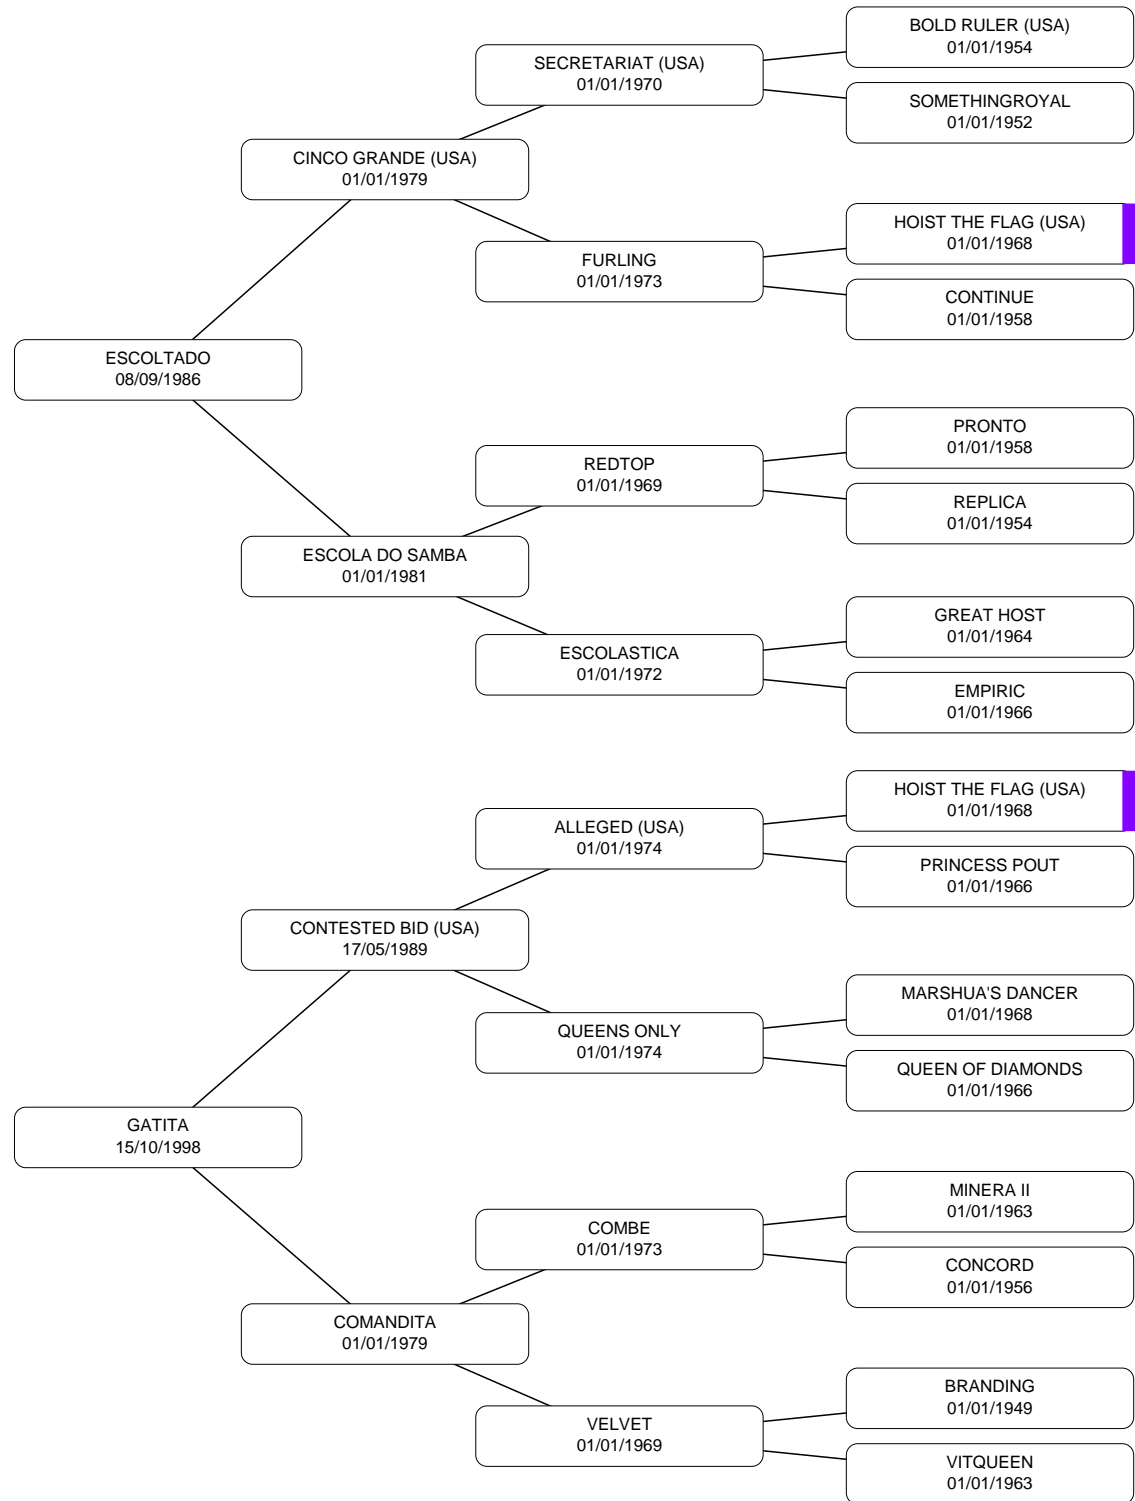 BOLD RULER (USA)
01/01/1954
SECRETARIAT (USA)
01/01/1970
SOMETHINGROYAL
01/01/1952
CINCO GRANDE (USA)
01/01/1979
HOIST THE FLAG (USA)
01/01/1968
FURLING
01/01/1973
CONTINUE
01/01/1958
ESCOLTADO
08/09/1986
PRONTO
01/01/1958
REDTOP
01/01/1969
REPLICA
01/01/1954
ESCOLA DO SAMBA
01/01/1981
GREAT HOST
01/01/1964
ESCOLASTICA
01/01/1972
EMPIRIC
01/01/1966
HOIST THE FLAG (USA)
01/01/1968
ALLEGED (USA)
01/01/1974
PRINCESS POUT
01/01/1966
CONTESTED BID (USA)
17/05/1989
MARSHUA'S DANCER
01/01/1968
QUEENS ONLY
01/01/1974
QUEEN OF DIAMONDS
01/01/1966
GATITA
15/10/1998
MINERA II
01/01/1963
COMBE
01/01/1973
CONCORD
01/01/1956
COMANDITA
01/01/1979
BRANDING
01/01/1949
VELVET
01/01/1969
VITQUEEN
01/01/1963